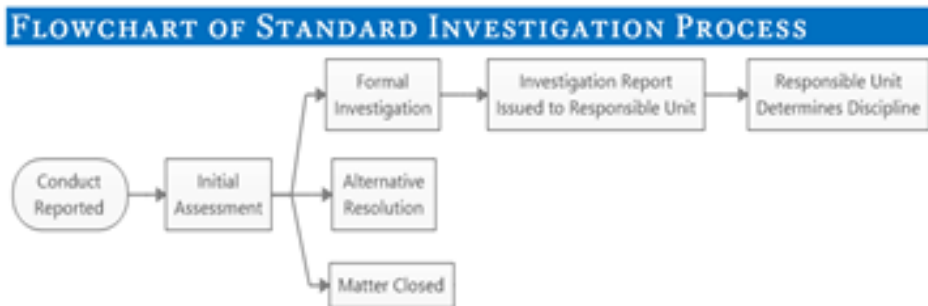 FLOWCHART OF STANDARD INVESTIGATION PROCESS
Formal
Investigation
Investigation Report
Issued to Responsible Unit
Responsible Unit
Determines Discipline
Conduct
Reported
Initial
Assessment
Alternative
Resolution
Matter Closed